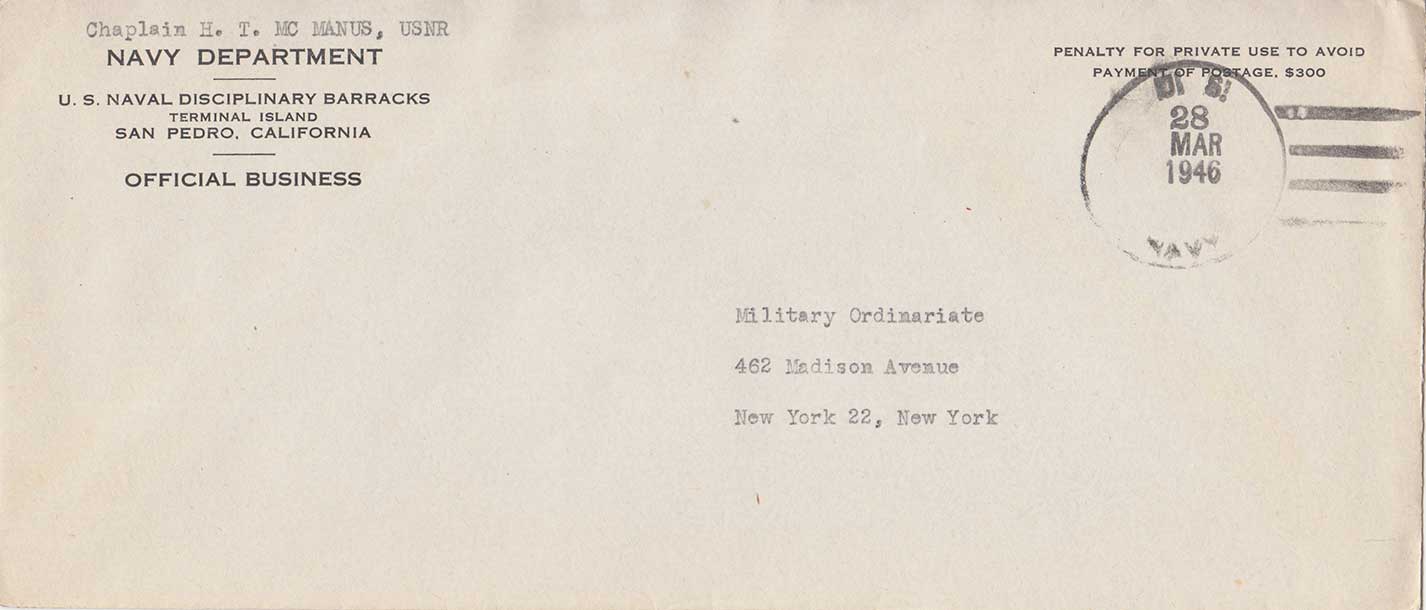 Chaplain H. T. MC MANUS, USNR
NAVY DEPARTMENT
U. S. NAVAL DISCIPLINARY BARRACKS
TERMINAL ISLAND
SAN PEDRO, CALIFORNIA
OFFICIAL BUSINESS
PENALTY FOR PRIVATE USE TO AVOID
PAYMENT OF POSTAGE, $300
28
MAR
1946
NAVY
Military Ordinariate
462 Madison Avenue
New York 22, New York